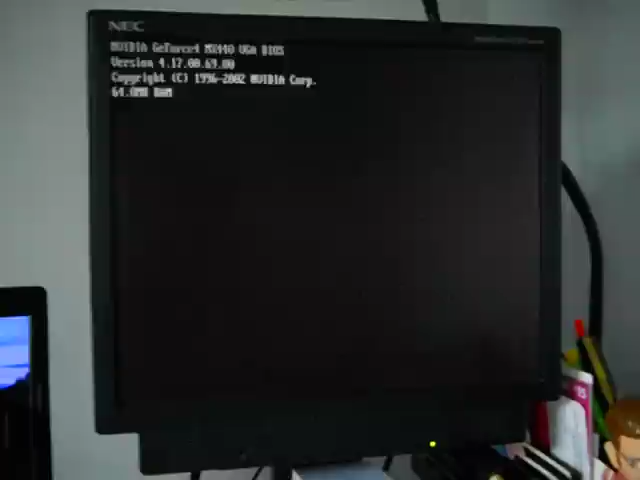 NEC
NVIDIA GeForce4 MX440 VGA BIOS
Version 4.17.00.69.00
Copyright (C) 1996-2002 NVIDIA Corp.
64.0MB RAM
15